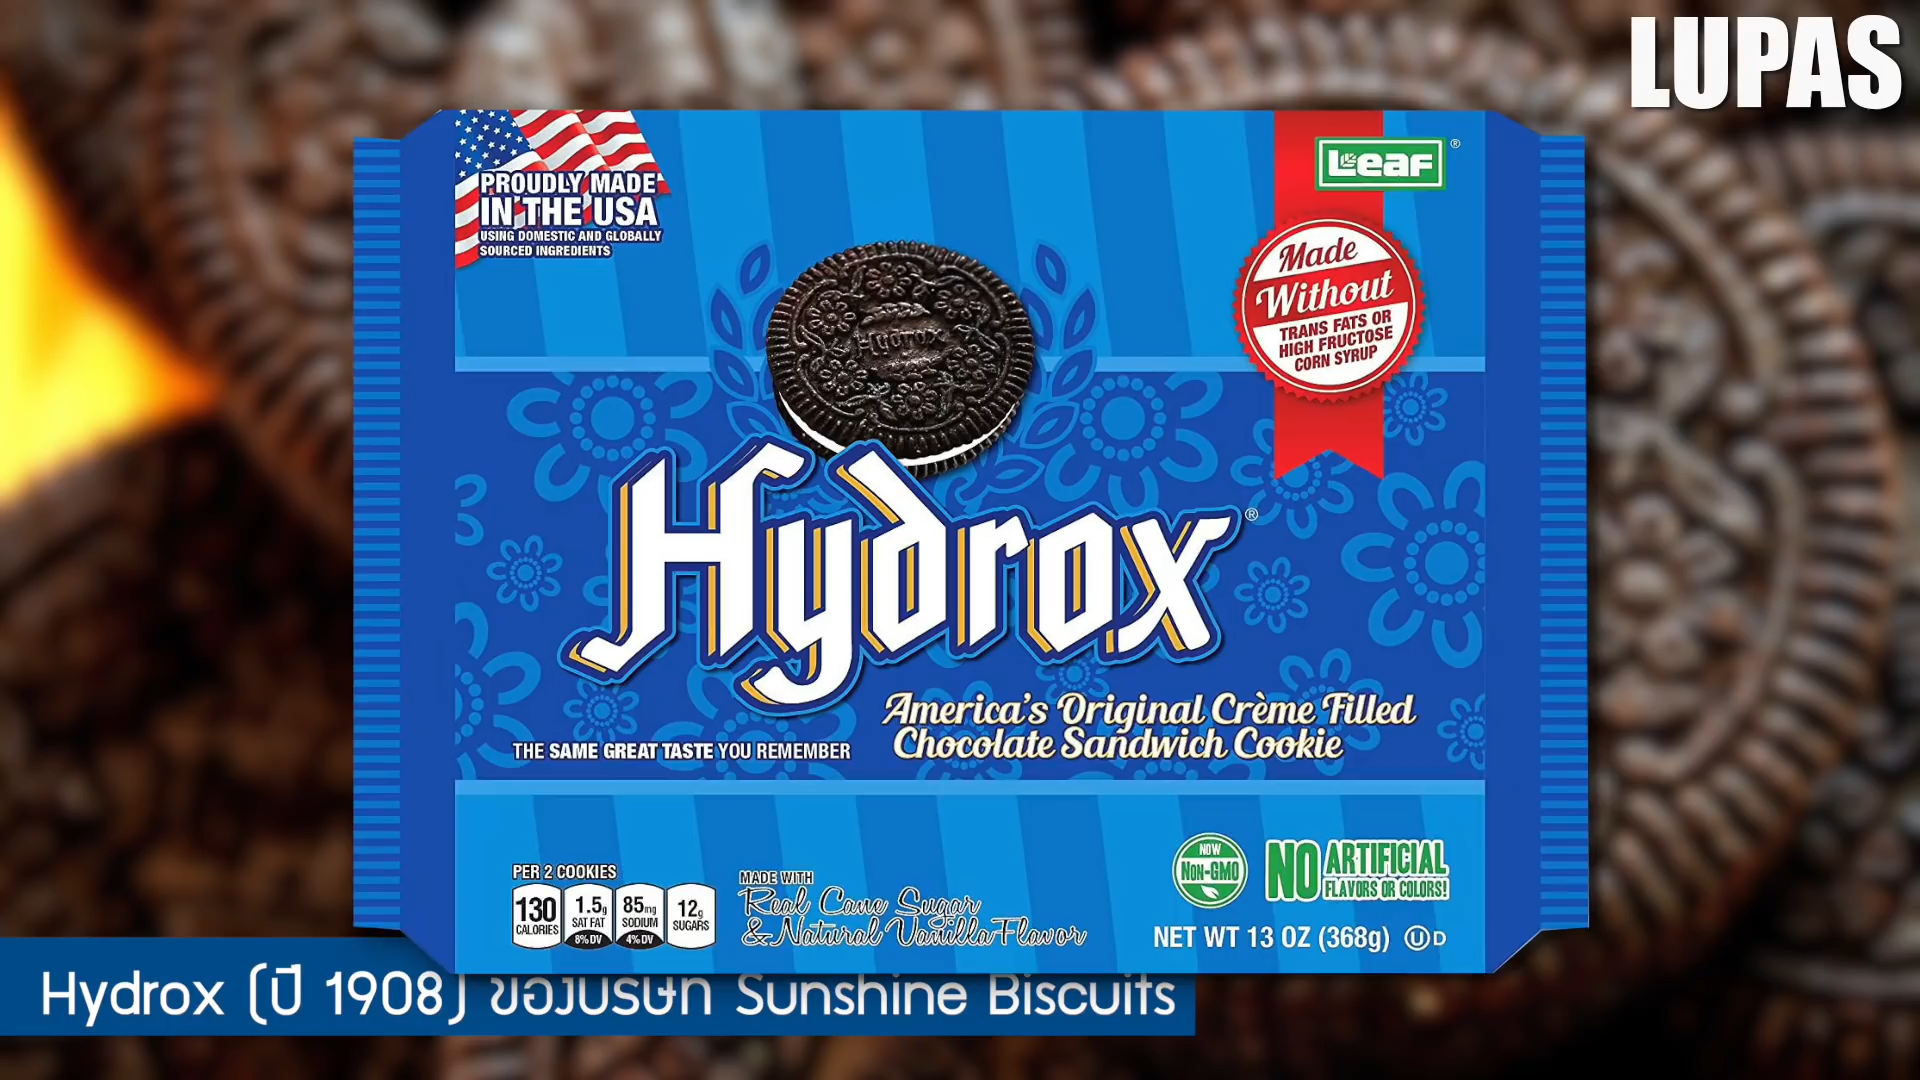 LUPAS
PROUDLY MADE
IN THE USA
USING DOMESTIC AND GLOBALLY
SOURCED INGREDIENTS
Leaf®
Made
Without
TRANS FATS OR
HIGH FRUCTOSE
CORN SYRUP
Hydrox
Hydrox®
America's Original Crème Filled
Chocolate Sandwich Cookie
THE SAME GREAT TASTE YOU REMEMBER
PER 2 COOKIES
130 CALORIES
1.5g SAT FAT 8% DV
85mg SODIUM 4% DV
12g SUGARS
MADE WITH
Real Cane Sugar
& Natural Vanilla Flavor
NOW
Non-GMO
NO ARTIFICIAL
FLAVORS OR COLORS!
NET WT 13 OZ (368g) Ⓤ D
Hydrox (ปี 1908) ของบริษัท Sunshine Biscuits